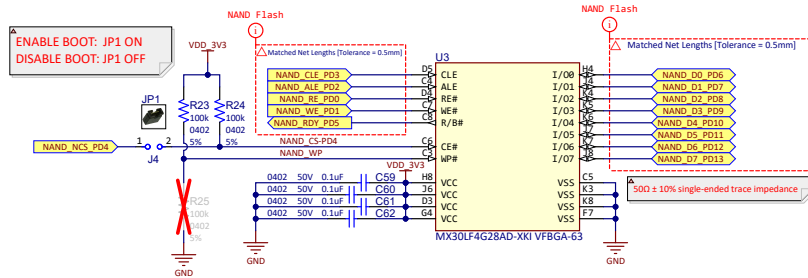 NAND Flash
NAND Flash
ENABLE BOOT: JP1 ON
DISABLE BOOT: JP1 OFF
VDD_3V3
Matched Net Lengths [Tolerance = 0.5mm]
Matched Net Lengths [Tolerance = 0.5mm]
U3
NAND_CLE_PD3
D5
CLE
I/O0
H4
NAND_D0_PD6
NAND_ALE_PD2
C4
ALE
I/O1
J4
NAND_D1_PD7
NAND_RE_PD0
D4
RE#
I/O2
K4
NAND_D2_PD8
NAND_WE_PD1
C7
WE#
I/O3
K5
NAND_D3_PD9
NAND_RDY_PD5
C8
R/B#
I/O4
K6
NAND_D4_PD10
I/O5
J7
NAND_D5_PD11
I/O6
K7
NAND_D6_PD12
I/O7
J8
NAND_D7_PD13
JP1
R23
100k
0402
5%
R24
100k
0402
5%
NAND_NCS_PD4
1
2
J4
NAND_CS-PD4
C6
CE#
NAND_WP
C3
WP#
VDD_3V3
R25
100k
0402
5%
GND
0402 50V 0.1uF C59
H8
VCC
VSS
C5
0402 50V 0.1uF C60
J6
VCC
VSS
K3
0402 50V 0.1uF C61
D3
VCC
VSS
K8
0402 50V 0.1uF C62
G4
VCC
VSS
F7
GND
GND
50Ω ± 10% single-ended trace impedance
MX30LF4G28AD-XKI VFBGA-63